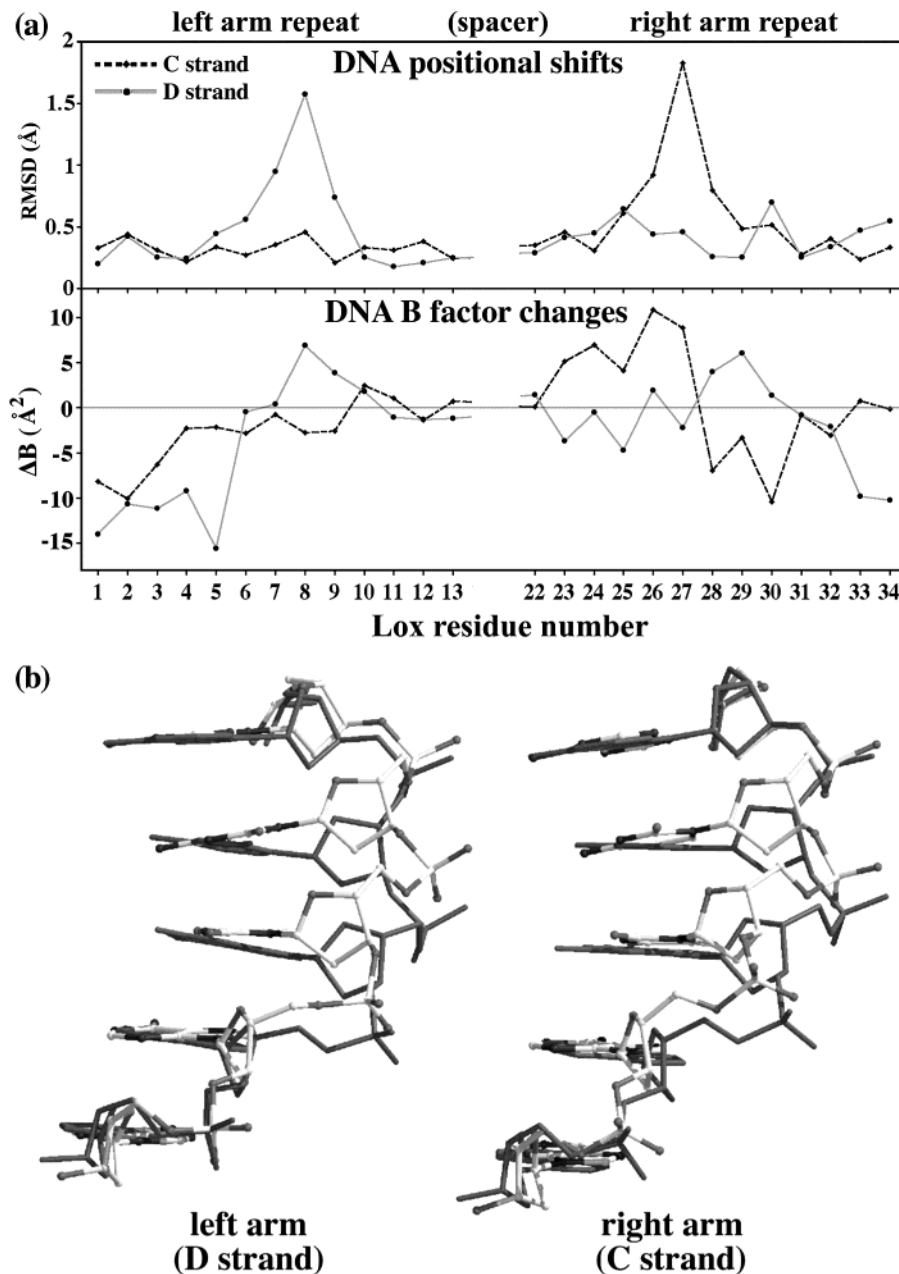 (a) left arm repeat (spacer) right arm repeat
2
C strand
D strand
DNA positional shifts
1.5
RMSD (Å)
1
0.5
0
DNA B factor changes
10
5
ΔB (Å²)
0
-5
-10
-15
1 2 3 4 5 6 7 8 9 10 11 12 13 22 23 24 25 26 27 28 29 30 31 32 33 34
Lox residue number
(b)
left arm right arm
(D strand) (C strand)